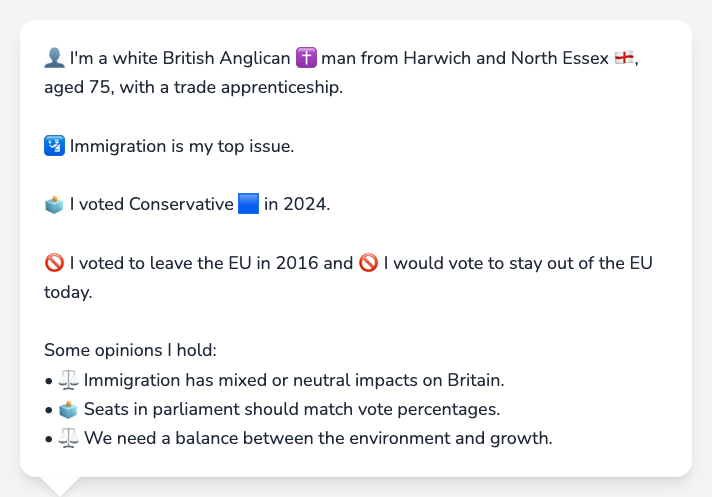 👤 I'm a white British Anglican ✝️ man from Harwich and North Essex 🏴󠁧󠁢󠁥󠁮󠁧󠁿,
aged 75, with a trade apprenticeship.
🛂 Immigration is my top issue.
🗳️ I voted Conservative 🟦 in 2024.
🚫 I voted to leave the EU in 2016 and 🚫 I would vote to stay out of the EU
today.
Some opinions I hold:
• ⚖️ Immigration has mixed or neutral impacts on Britain.
• 🗳️ Seats in parliament should match vote percentages.
• ⚖️ We need a balance between the environment and growth.